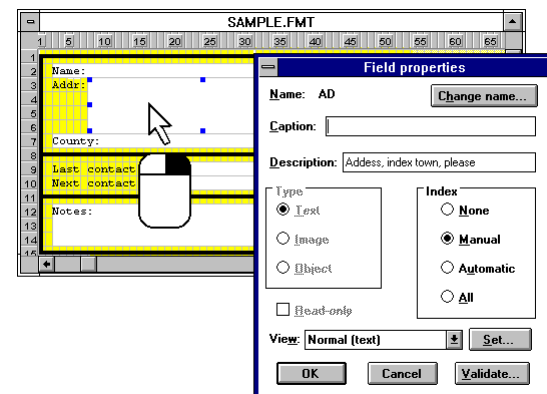 SAMPLE.FMT
1 5 10 15 20 25 30 35 40 45 50 55 60 65
1
2 Name:
3 Addr:
4
5
6
7 County:
8
9 Last contact
10 Next contact
11
12 Notes:
13
14
15
Field properties
Name: AD Change name...
Caption:
Description: Addess, index town, please
Type Index
Text None
Image Manual
Object Automatic
All
Read-only
View: Normal (text) Set...
OK Cancel Validate...